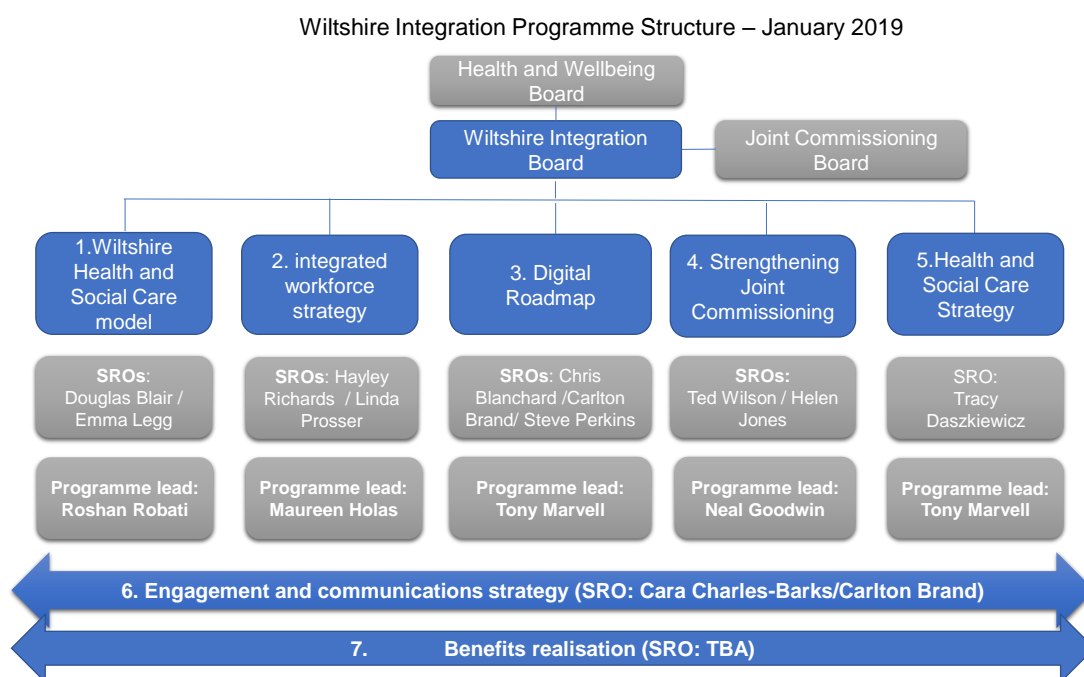 Wiltshire Integration Programme Structure – January 2019
Health and Wellbeing
Board
Wiltshire Integration
Board
Joint Commissioning
Board
1.Wiltshire
Health and
Social Care
model
2. integrated
workforce
strategy
3. Digital
Roadmap
4. Strengthening
Joint
Commissioning
5.Health and
Social Care
Strategy
SROs:
Douglas Blair /
Emma Legg
SROs: Hayley
Richards / Linda
Prosser
SROs: Chris
Blanchard /Carlton
Brand/ Steve Perkins
SROs:
Ted Wilson / Helen
Jones
SRO:
Tracy
Daszkiewicz
Programme lead:
Roshan Robati
Programme lead:
Maureen Holas
Programme lead:
Tony Marvell
Programme lead:
Neal Goodwin
Programme lead:
Tony Marvell
6. Engagement and communications strategy (SRO: Cara Charles-Barks/Carlton Brand)
7. Benefits realisation (SRO: TBA)